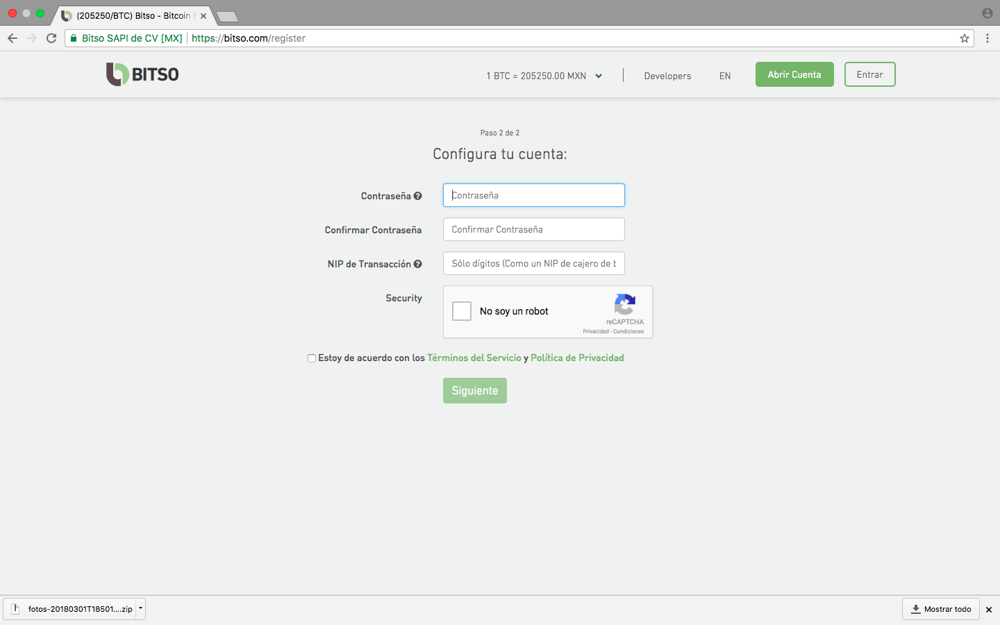 (205250/BTC) Bitso - Bitcoin E
Bitso SAPI de CV [MX] https://bitso.com/register
BITSO
1 BTC = 205250.00 MXN
Developers
EN
Abrir Cuenta
Entrar
Paso 2 de 2
Configura tu cuenta:
Contraseña
Contraseña
Confirmar Contraseña
Confirmar Contraseña
NIP de Transacción
Sólo dígitos (Como un NIP de cajero de b
Security
No soy un robot
reCAPTCHA
Privacidad - Condiciones
Estoy de acuerdo con los Términos del Servicio y Política de Privacidad
Siguiente
fotos-20180301T18501....zip
Mostrar todo